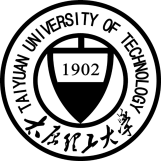 TAIYUAN UNIVERSITY OF TECHNOLOGY
1902
太原理工大学